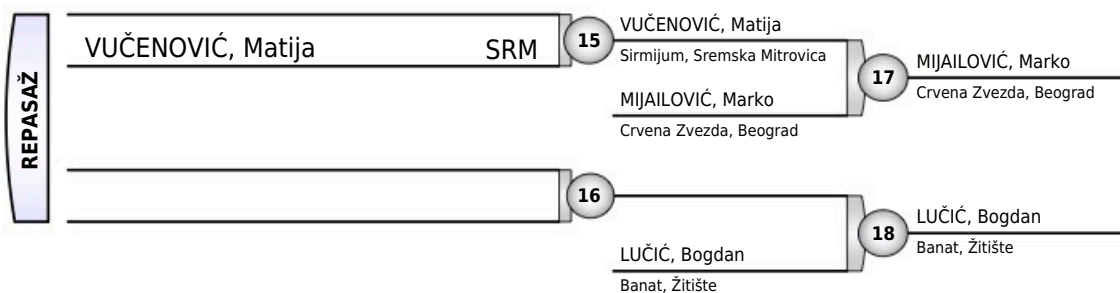 REPASAŽ
VUČENOVIĆ, Matija SRM
15
VUČENOVIĆ, Matija
Sirmijum, Sremska Mitrovica
MIJAILOVIĆ, Marko
Crvena Zvezda, Beograd
17
MIJAILOVIĆ, Marko
Crvena Zvezda, Beograd
16
LUČIĆ, Bogdan
Banat, Žitište
18
LUČIĆ, Bogdan
Banat, Žitište